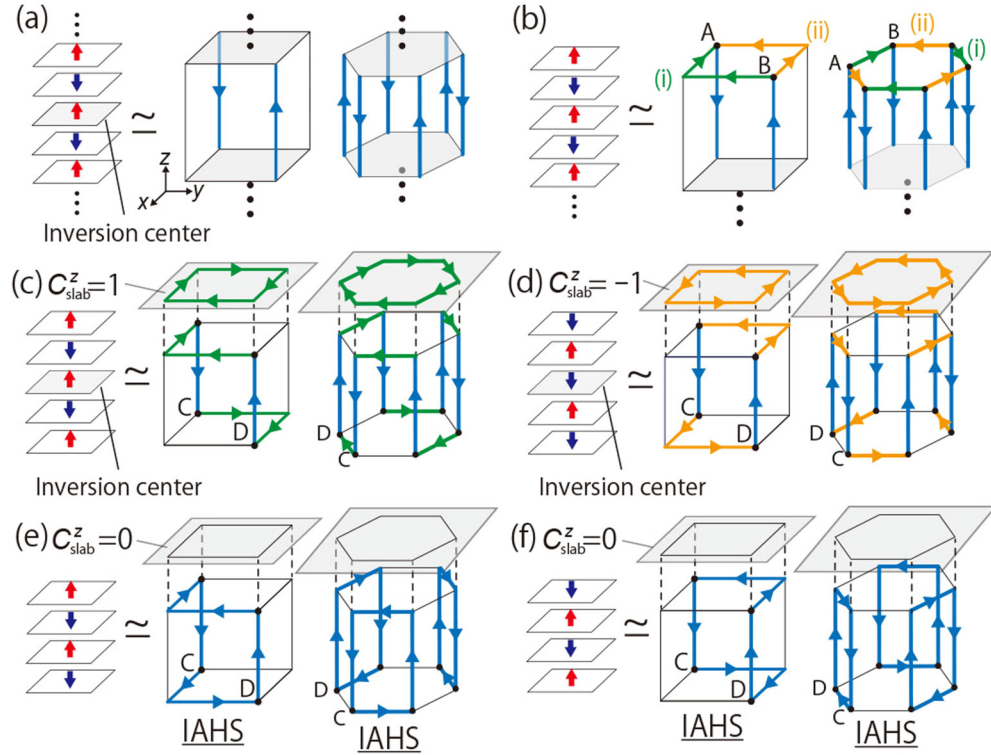 (a)
z
x
y
Inversion center
(b)
A
B
(i)
(ii)
A
B
(ii)
(i)
(c) C^z_slab=1
C
D
D
C
Inversion center
(d) C^z_slab= −1
C
D
D
C
Inversion center
(e) C^z_slab=0
C
D
D
C
IAHS
IAHS
(f) C^z_slab=0
C
D
D
C
IAHS
IAHS